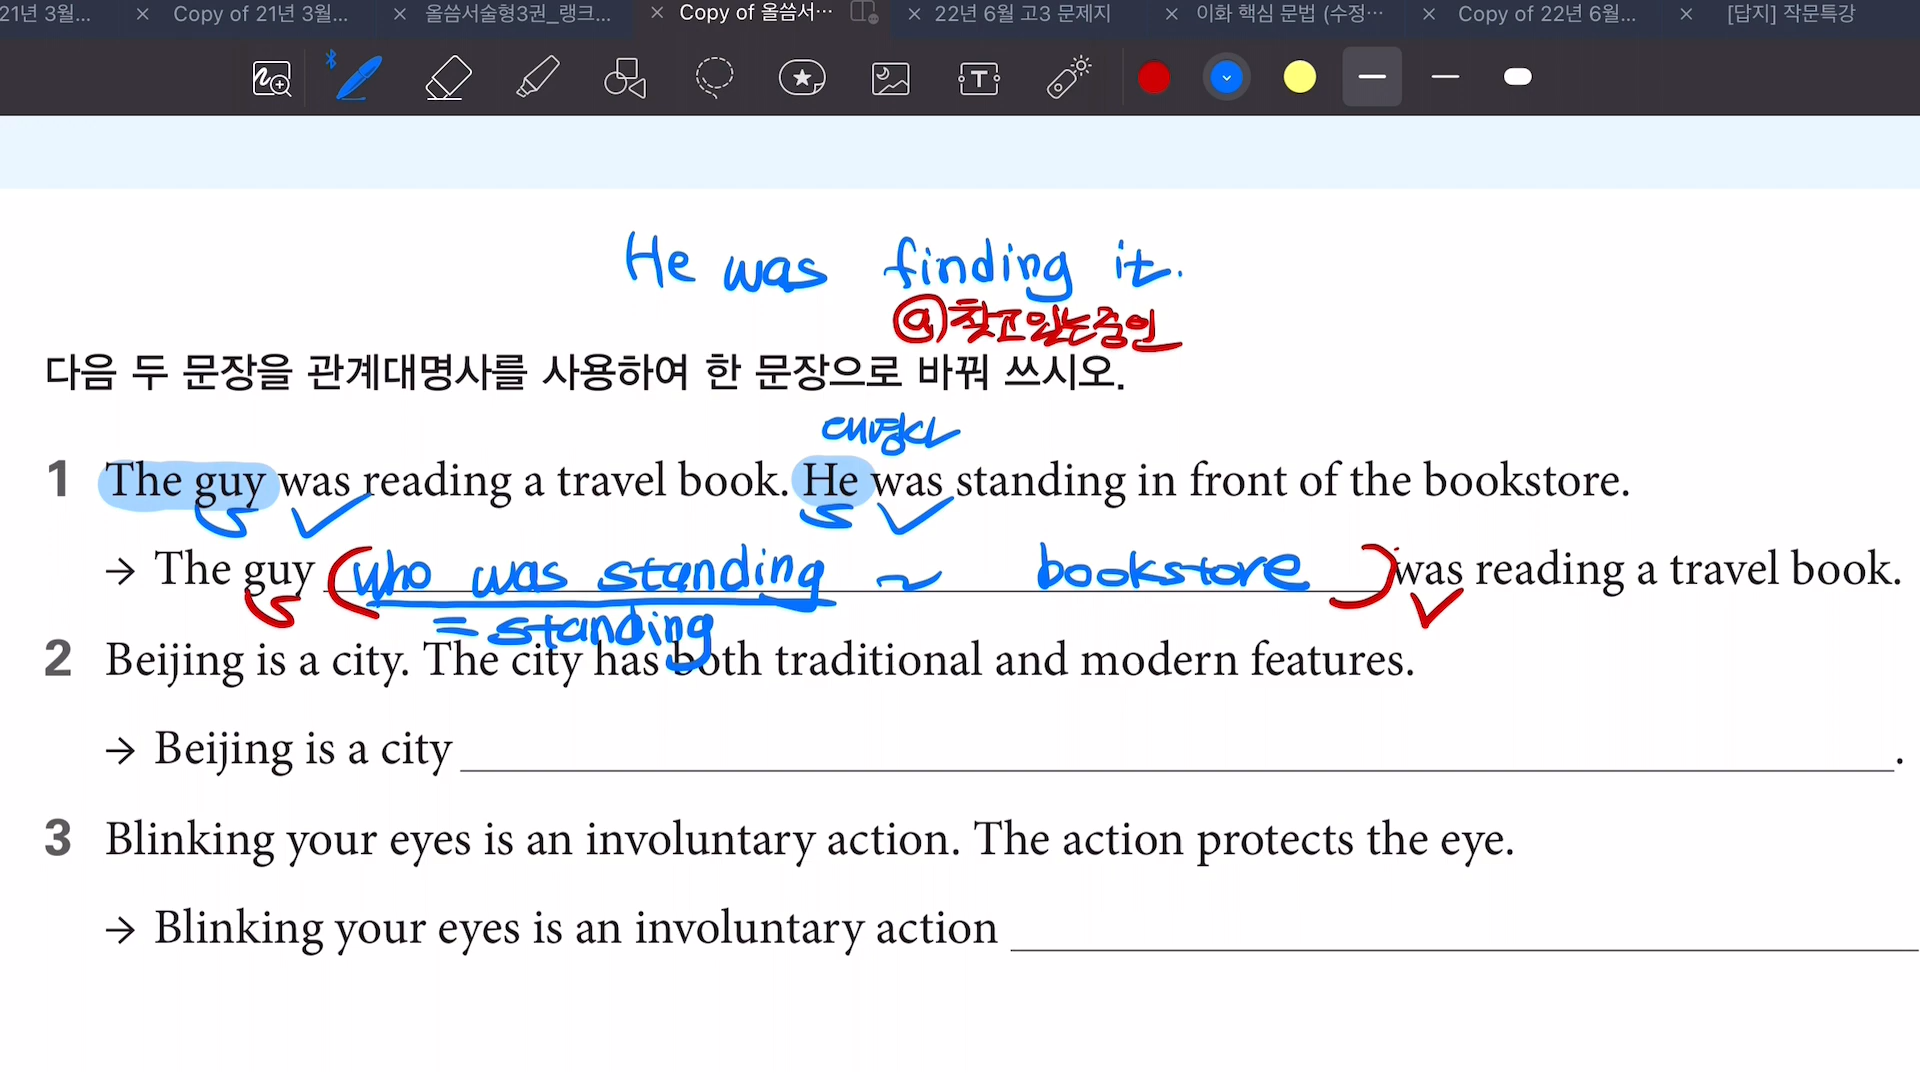 21년 3월... × Copy of 21년 3월... × 올씀서술형3권_랭크... × Copy of 올씀서… × 22년 6월 고3 문제지 × 이화 핵심 문법 (수정… × Copy of 22년 6월... × [답지] 작문특강
He was finding it.
ⓐ 찾고 있는 중인
다음 두 문장을 관계대명사를 사용하여 한 문장으로 바꿔 쓰시오.
대명사
1 The guy was reading a travel book. He was standing in front of the bookstore.
→ The guy (who was standing ~ bookstore) was reading a travel book.
= standing
2 Beijing is a city. The city has both traditional and modern features.
→ Beijing is a city .
3 Blinking your eyes is an involuntary action. The action protects the eye.
→ Blinking your eyes is an involuntary action